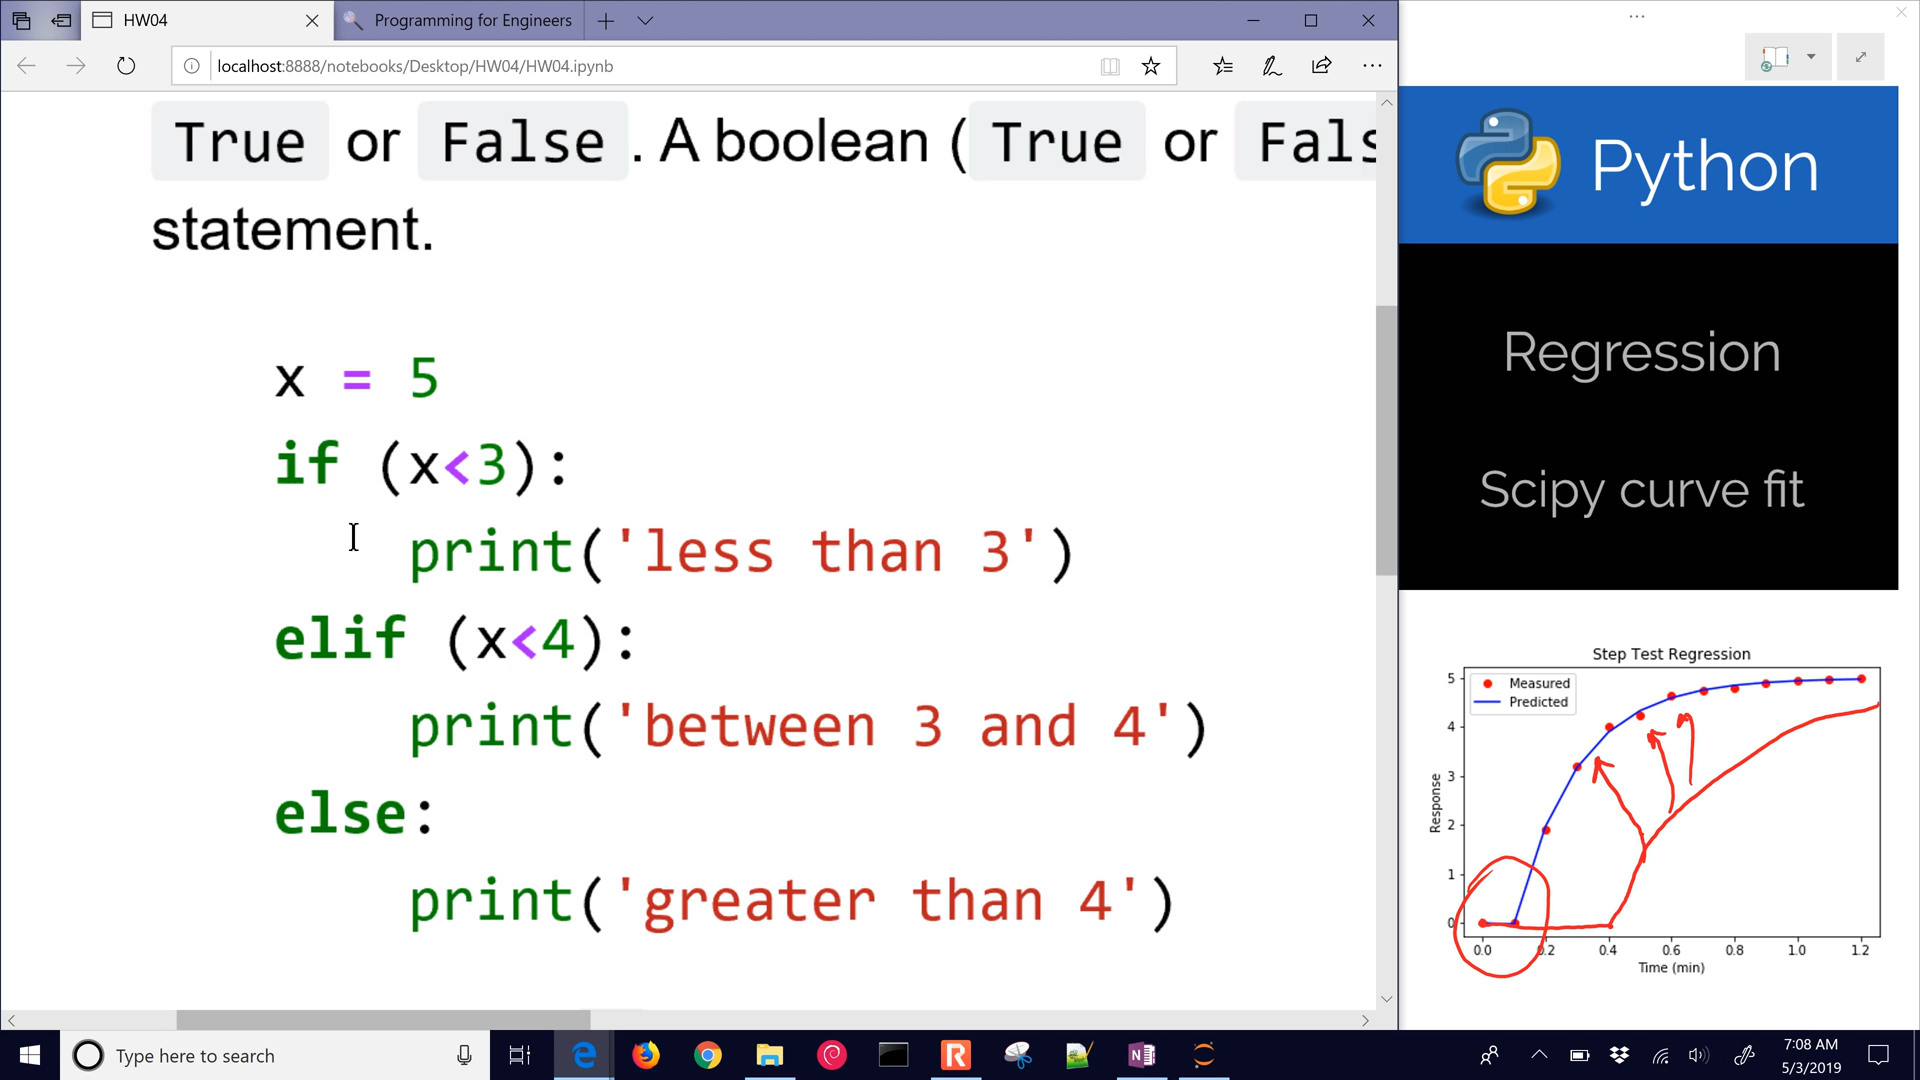 HW04
Programming for Engineers
localhost:8888/notebooks/Desktop/HW04/HW04.ipynb
True or False . A boolean ( True or Fals
statement.
x = 5
if (x<3):
print('less than 3')
elif (x<4):
print('between 3 and 4')
else:
print('greater than 4')
Python
Regression
Scipy curve fit
Step Test Regression
Measured
Predicted
5
4
3
2
1
0
Response
0.0 0.2 0.4 0.6 0.8 1.0 1.2
Time (min)
Type here to search
7:08 AM
5/3/2019